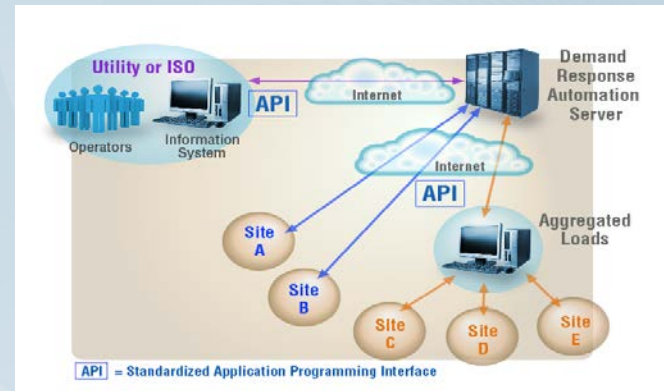 Utility or ISO
Operators
Information
System
API
Internet
Demand
Response
Automation
Server
Internet
API
Aggregated
Loads
Site
A
Site
B
Site
C
Site
D
Site
E
API = Standardized Application Programming Interface